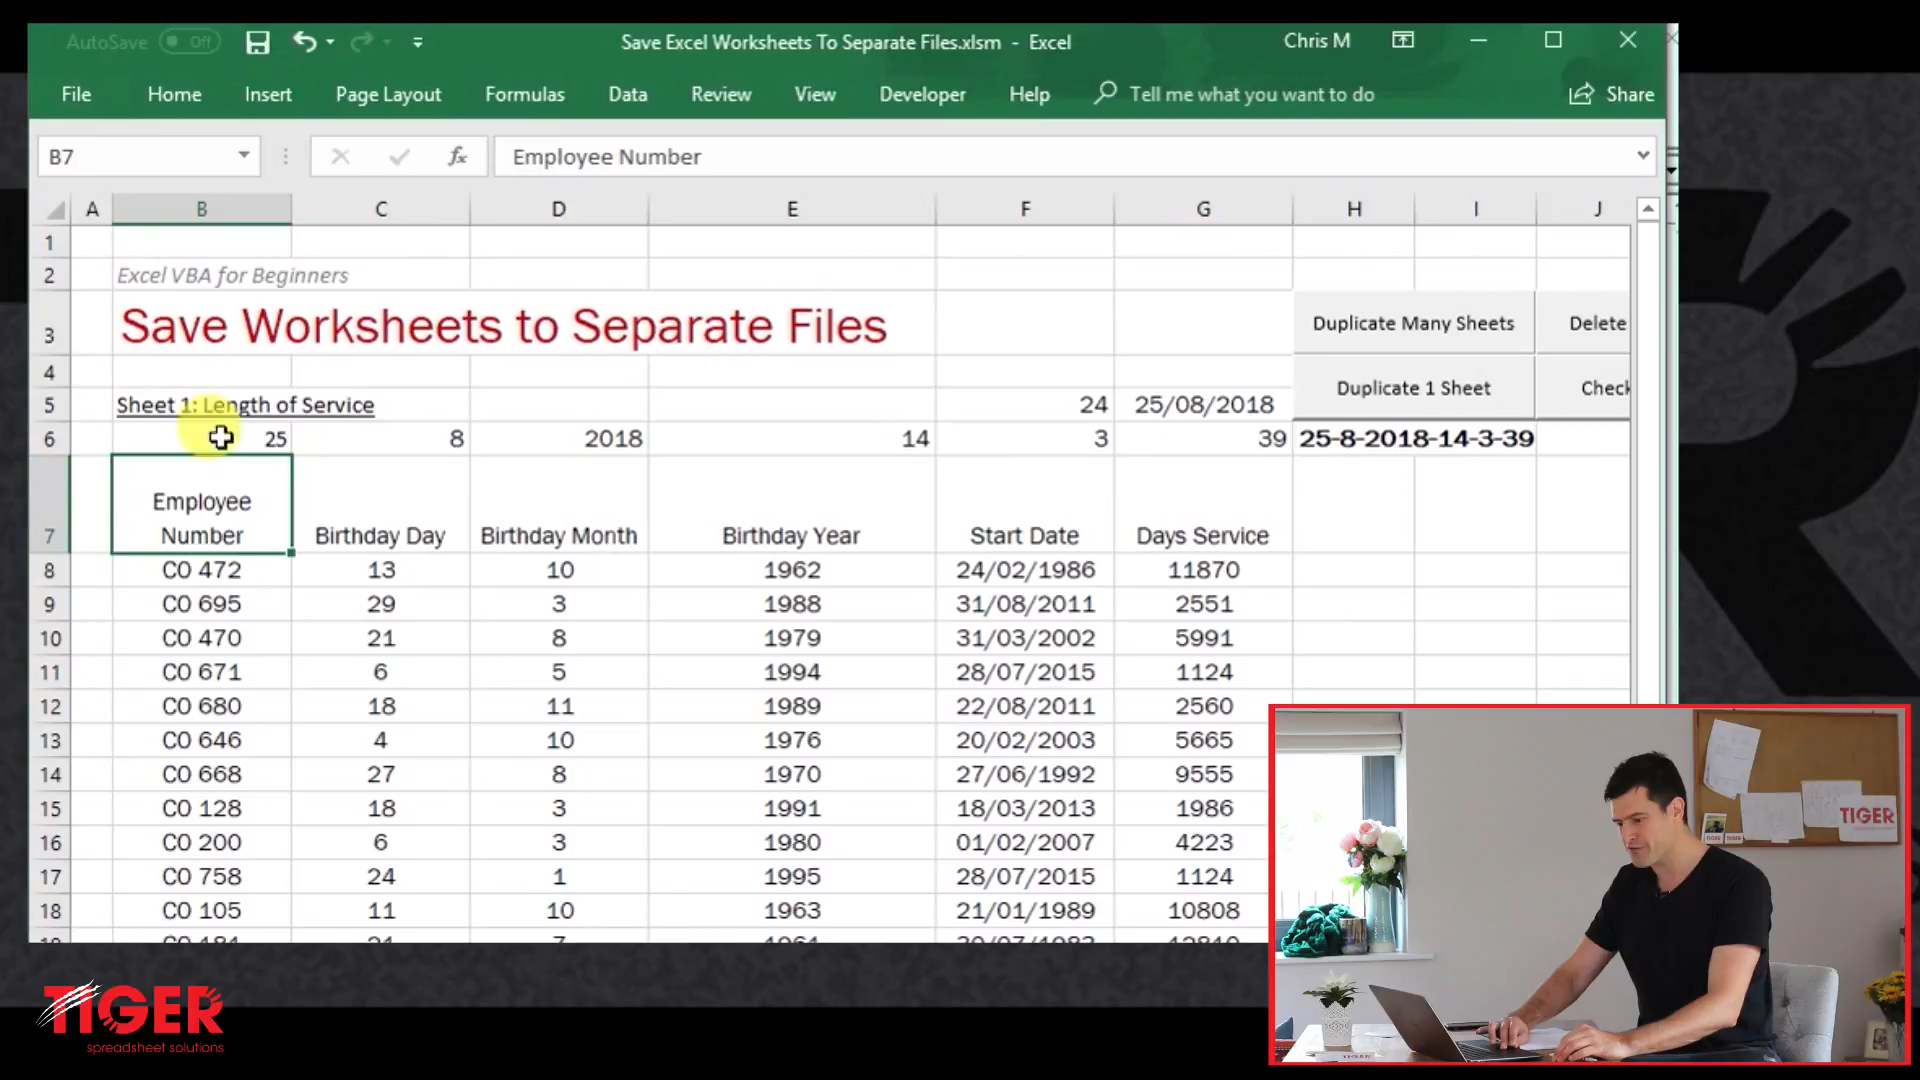 AutoSave Off Save Excel Worksheets To Separate Files.xlsm - Excel Chris M
File Home Insert Page Layout Formulas Data Review View Developer Help Tell me what you want to do Share
B7 fx Employee Number
A B C D E F G H I J
1
2 Excel VBA for Beginners
3 Save Worksheets to Separate Files Duplicate Many Sheets Delete
4
5 Sheet 1: Length of Service 24 25/08/2018 Duplicate 1 Sheet Check
6 25 8 2018 14 3 39 25-8-2018-14-3-39
Employee
7 Number Birthday Day Birthday Month Birthday Year Start Date Days Service
8 CO 472 13 10 1962 24/02/1986 11870
9 CO 695 29 3 1988 31/08/2011 2551
10 CO 470 21 8 1979 31/03/2002 5991
11 CO 671 6 5 1994 28/07/2015 1124
12 CO 680 18 11 1989 22/08/2011 2560
13 CO 646 4 10 1976 20/02/2003 5665
14 CO 668 27 8 1970 27/06/1992 9555
15 CO 128 18 3 1991 18/03/2013 1986
16 CO 200 6 3 1980 01/02/2007 4223
17 CO 758 24 1 1995 28/07/2015 1124
18 CO 105 11 10 1963 21/01/1989 10808
TIGER
TIGER
spreadsheet solutions